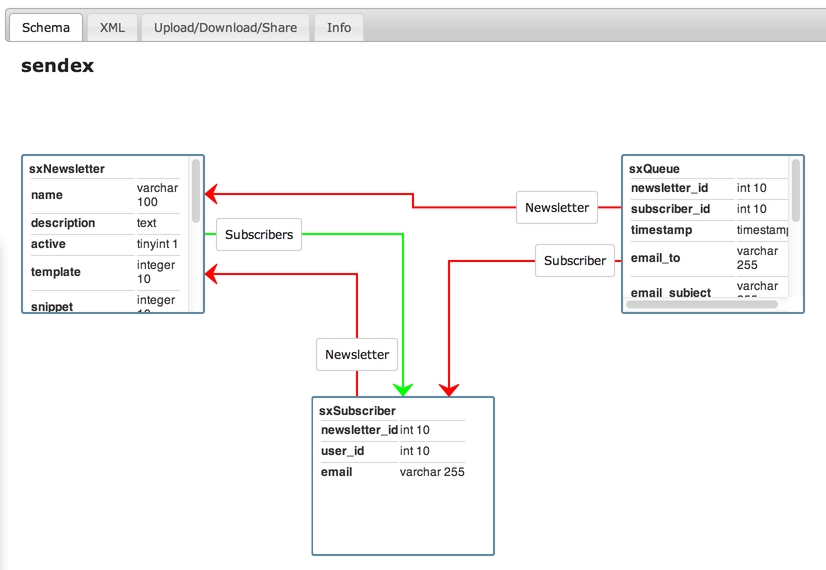 Schema
XML
Upload/Download/Share
Info
sendex
sxNewsletter
name varchar
100
description text
active tinyint 1
template integer
10
snippet integer
10
sxQueue
newsletter_id int 10
subscriber_id int 10
timestamp timestamp
email_to varchar
255
email_subject varchar
255
Newsletter
Subscribers
Subscriber
Newsletter
sxSubscriber
newsletter_id int 10
user_id int 10
email varchar 255